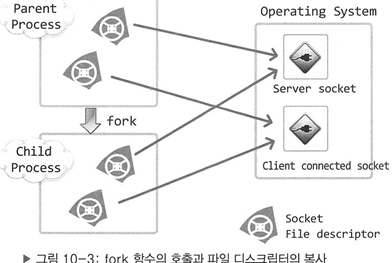 Parent
Process
fork
Child
Process
Operating System
Server socket
Client connected socket
Socket
File descriptor
▶ 그림 10-3: fork 함수의 호출과 파일 디스크립터의 복사